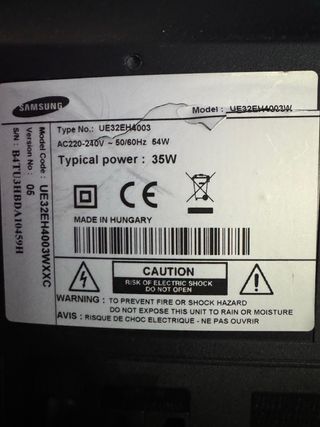 SAMSUNG
Model : UE32EH4003W
Type No.: UE32EH4003
AC220-240V ~ 50/60Hz 54W
Typical power : 35W
Model Code : UE32EH4003WXXC
Version No : 06
S/N : B4TU3HBDA10459H
CE
MADE IN HUNGARY
CAUTION
RISK OF ELECTRIC SHOCK
DO NOT OPEN
WARNING : TO PREVENT FIRE OR SHOCK HAZARD
DO NOT EXPOSE THIS UNIT TO RAIN OR MOISTURE
AVIS : RISQUE DE CHOC ELECTRIQUE - NE PAS OUVRIR